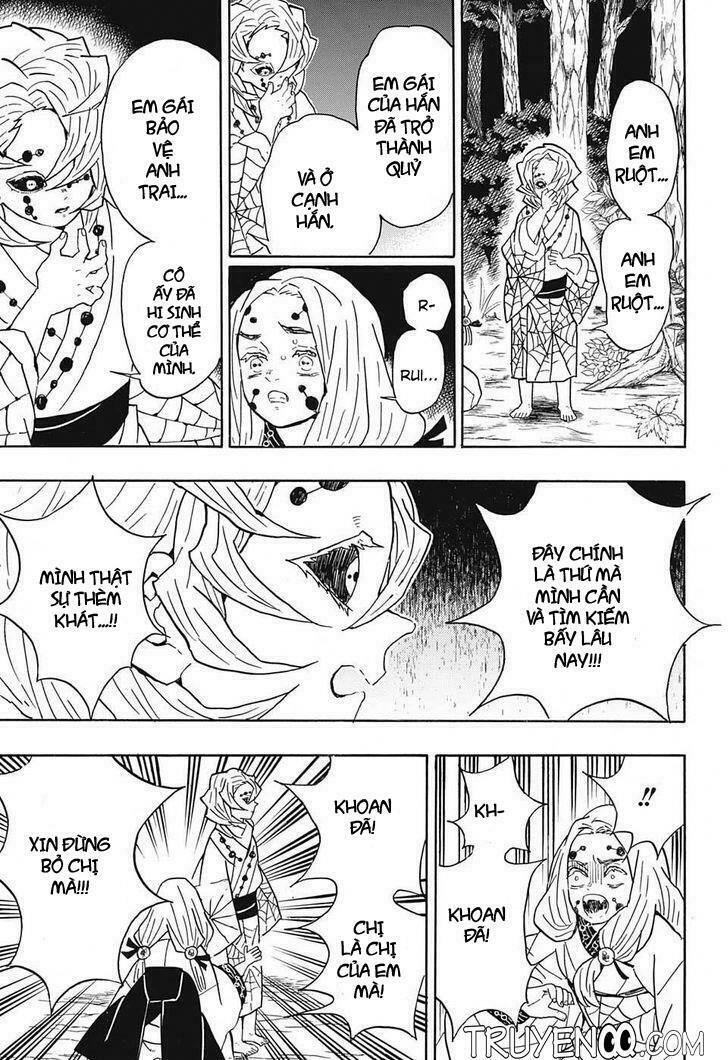 ANH
EM
RUỘT...
ANH
EM
RUỘT...
EM GÁI
CỦA HẮN
ĐÃ TRỞ
THÀNH
QUỶ
VÀ Ở
CẠNH
HẮN.
EM GÁI
BẢO
VỆ
ANH
TRAI...
CÔ
ẤY ĐÃ
HI SINH
CƠ THỂ
CỦA
MÌNH.
R-
RUI...
ĐÂY CHÍNH
LÀ THỨ MÀ
MÌNH CẦN
VÀ TÌM KIẾM
BẤY LÂU
NAY!!!
MÌNH THẬT
SỰ THÈM
KHÁT...!!
!!
KH-
KHOAN
ĐÃ!
KHOAN
ĐÃ!
CHỊ
LÀ CHỊ
CỦA EM
MÀ!
XIN ĐỪNG
BỎ CHỊ
MÀ!!!
TRUYEN00.COM